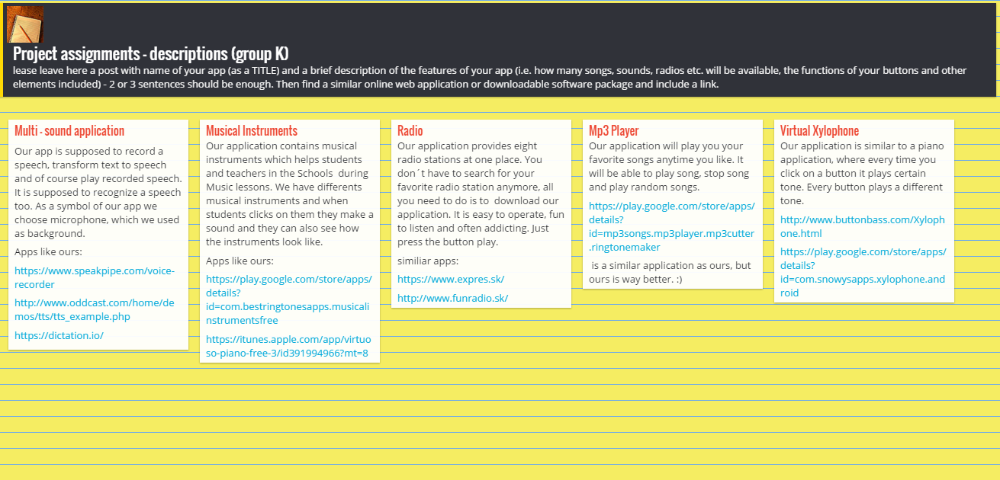 Project assignments - descriptions (group K)
lease leave here a post with name of your app (as a TITLE) and a brief description of the features of your app (i.e. how many songs, sounds, radios etc. will be available, the functions of your buttons and other
elements included) - 2 or 3 sentences should be enough. Then find a similar online web application or downloadable software package and include a link.
Multi - sound application
Our app is supposed to record a
speech, transform text to speech
and of course play recorded speech.
It is supposed to recognize a speech
too. As a symbol of our app we
choose microphone, which we used
as background.
Apps like ours:
https://www.speakpipe.com/voice-
recorder
http://www.oddcast.com/home/de
mos/tts/tts_example.php
https://dictation.io/
Musical Instruments
Our application contains musical
instruments which helps students
and teachers in the Schools  during
Music lessons. We have differents
musical instruments and when
students clicks on them they make a
sound and they can also see how
the instruments look like.
Apps like ours:
https://play.google.com/store/apps/
details?
id=com.bestringtonesapps.musicali
nstrumentsfree
https://itunes.apple.com/app/virtuo
so-piano-free-3/id391994966?mt=8
Radio
Our application provides eight
radio stations at one place. You
don´t have to search for your
favorite radio station anymore, all
you need to do is to  download our
application. It is easy to operate, fun
to listen and often addicting. Just
press the button play.
similiar apps:
https://www.expres.sk/
http://www.funradio.sk/
Mp3 Player
Our application will play you your
favorite songs anytime you like. It
will be able to play song, stop song
and play random songs.
https://play.google.com/store/apps/
details?
id=mp3songs.mp3player.mp3cutter
.ringtonemaker
is a similar application as ours, but
ours is way better. :)
Virtual Xylophone
Our application is similar to a piano
application, where every time you
click on a button it plays certain
tone. Every button plays a different
tone.
http://www.buttonbass.com/Xyloph
one.html
https://play.google.com/store/apps/
details?
id=com.snowysapps.xylophone.and
roid